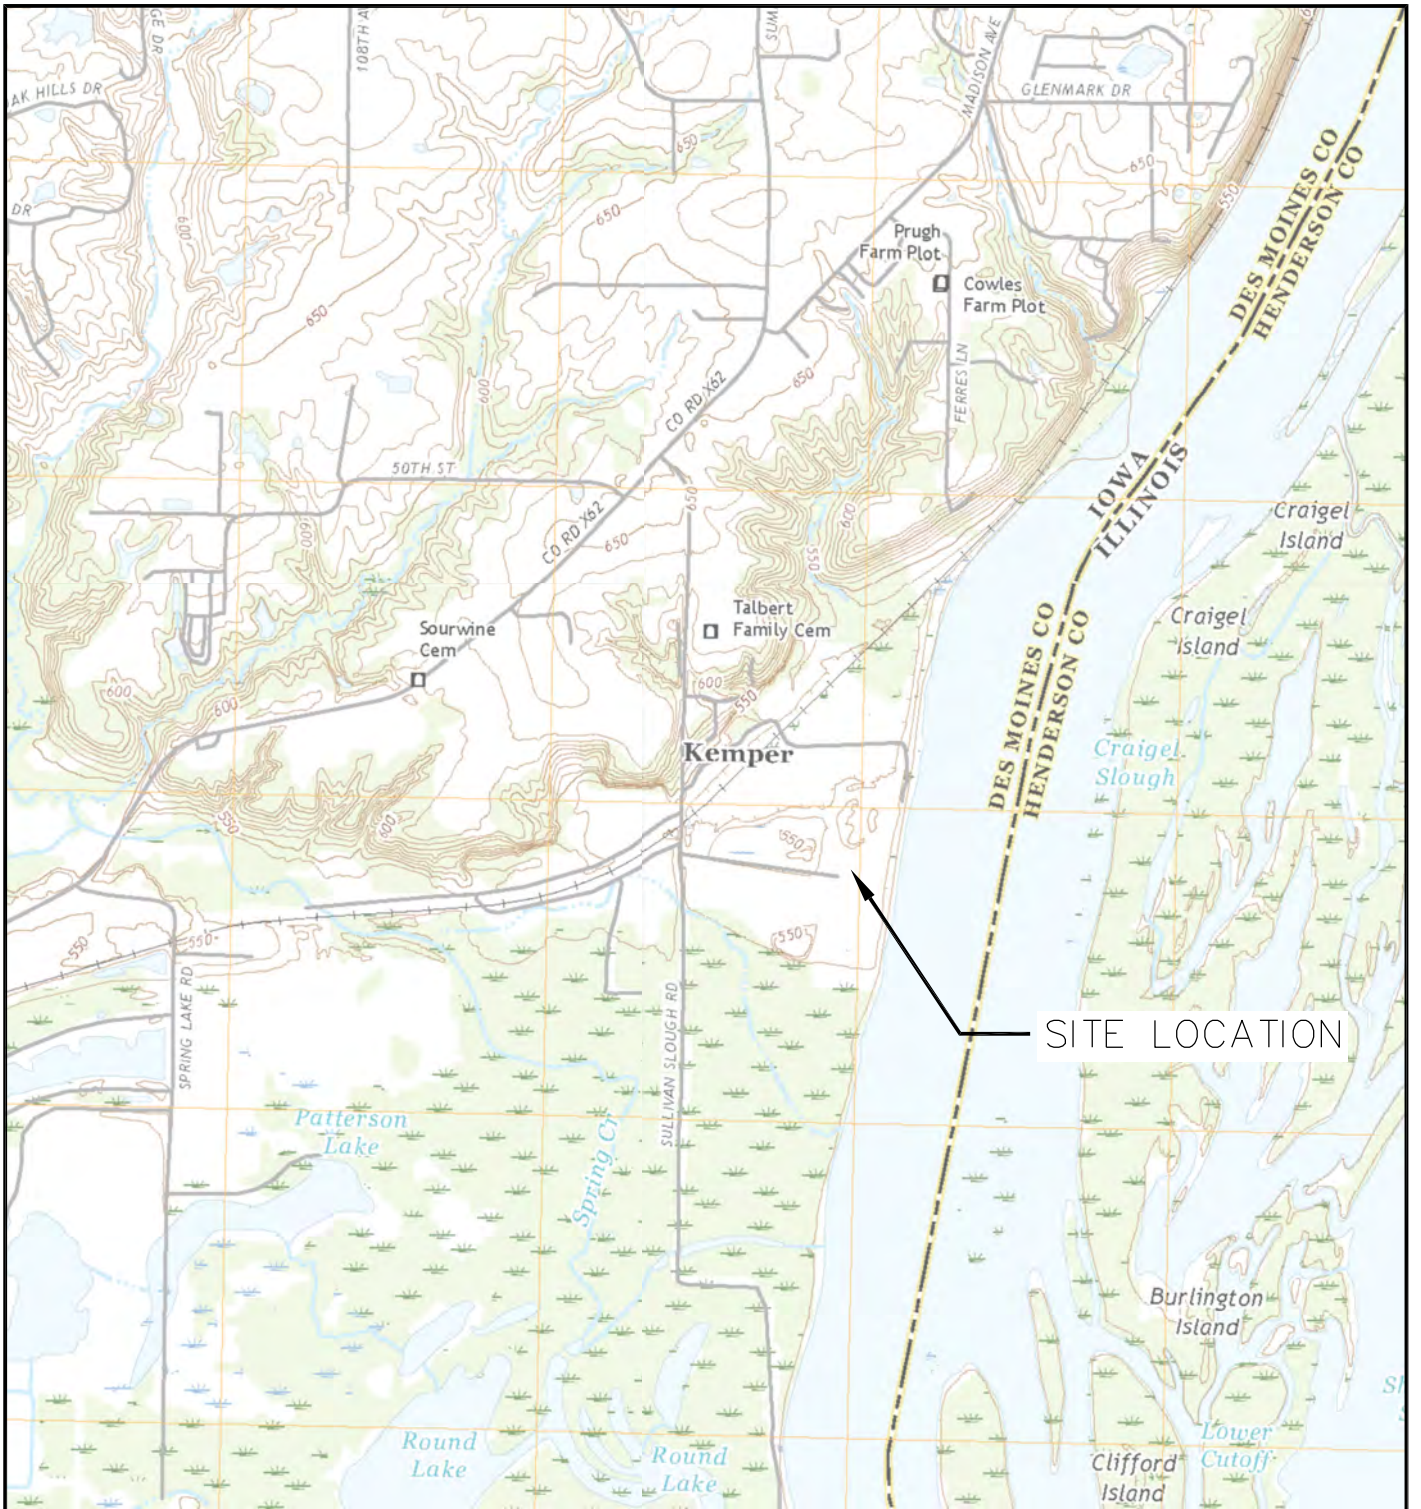 108TH AV
MADISON AVE
GLENMARK DR
OAK HILLS DR
DR
650
650
600
650
550
DES MOINES CO
HENDERSON CO
Prugh
Farm Plot
Cowles
Farm Plot
650
650
600
FERRES LN
CO RD X62
50TH ST
650
IOWA
ILLINOIS
CO RD X62
600
650
600
550
Craigel
Island
Talbert
Family Cem
Sourwine
Cem
Craigel
Island
DES MOINES CO
HENDERSON CO
600
600
600
550
Kemper
Craigel
Slough
550
600
550
550
550
550
SPRING LAKE RD
SULLIVAN SLOUGH RD
SITE LOCATION
Patterson
Lake
Spring Cr
Burlington
Island
Round
Lake
Round
Lake
Lower
Cutoff
Clifford
Island